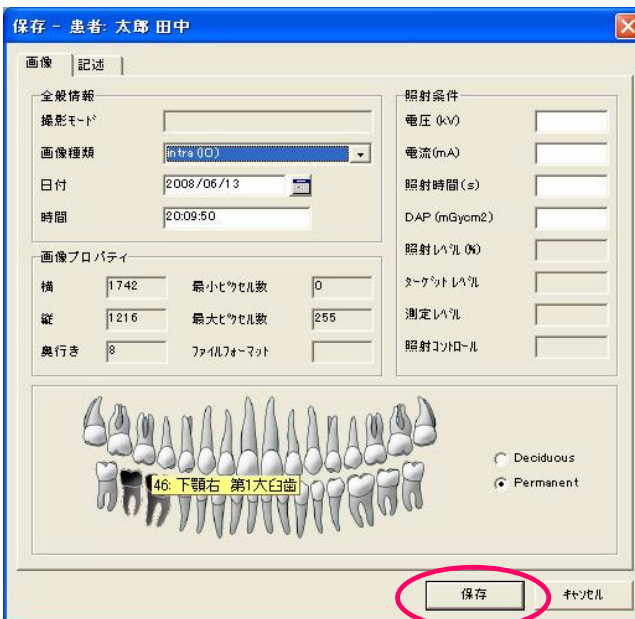 保存 - 患者: 太郎 田中
画像
記述
全般情報
撮影モード
画像種類
intra (IO)
日付
2008/06/13
時間
20:09:50
画像プロパティ
横
1742
最小ピクセル数
0
縦
1216
最大ピクセル数
255
奥行き
8
ファイルフォーマット
照射条件
電圧 (kV)
電流(mA)
照射時間(s)
DAP (mGycm2)
照射レベル (%)
ターゲット レベル
測定レベル
照射コントロール
46: 下顎右 第1大臼歯
Deciduous
Permanent
保存
キャンセル